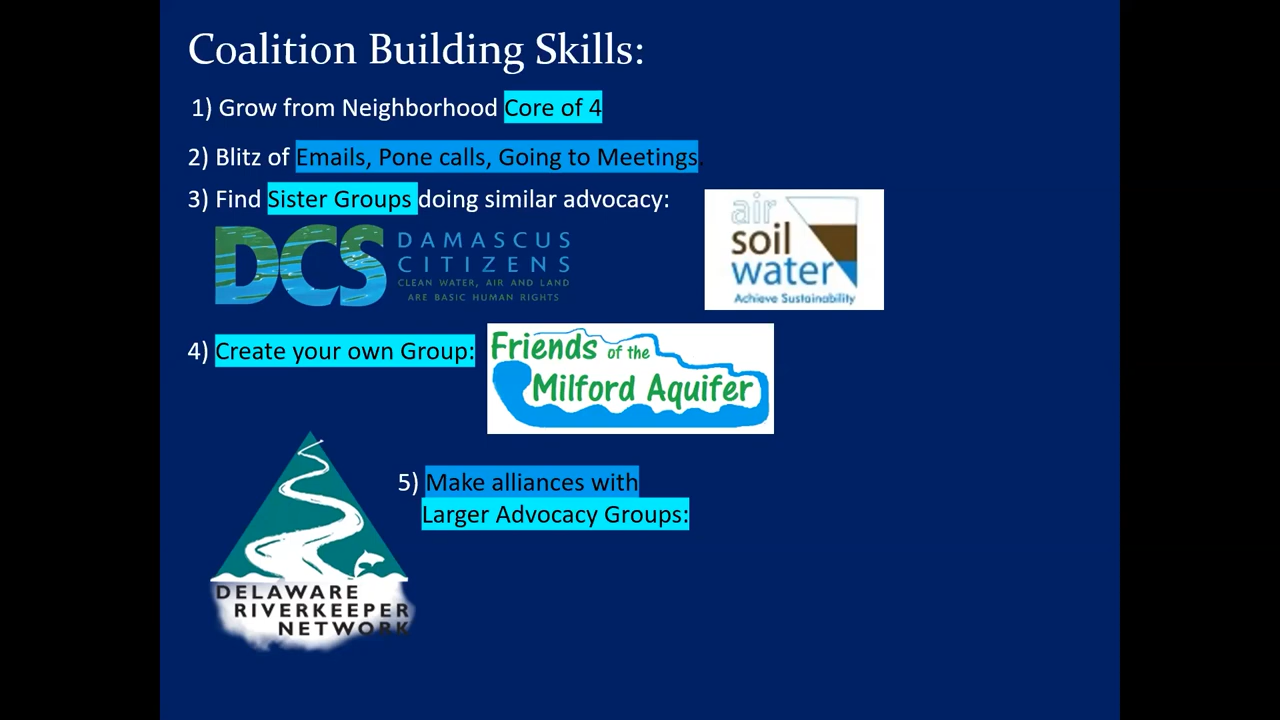 Coalition Building Skills:
1) Grow from Neighborhood Core of 4
2) Blitz of Emails, Pone calls, Going to Meetings.
3) Find Sister Groups doing similar advocacy:
DCS
DAMASCUS
CITIZENS
CLEAN WATER, AIR AND LAND
ARE BASIC HUMAN RIGHTS
air
soil
water
Achieve Sustainability
4) Create your own Group:
Friends of the
Milford Aquifer
5) Make alliances with
Larger Advocacy Groups:
DELAWARE
RIVERKEEPER
NETWORK